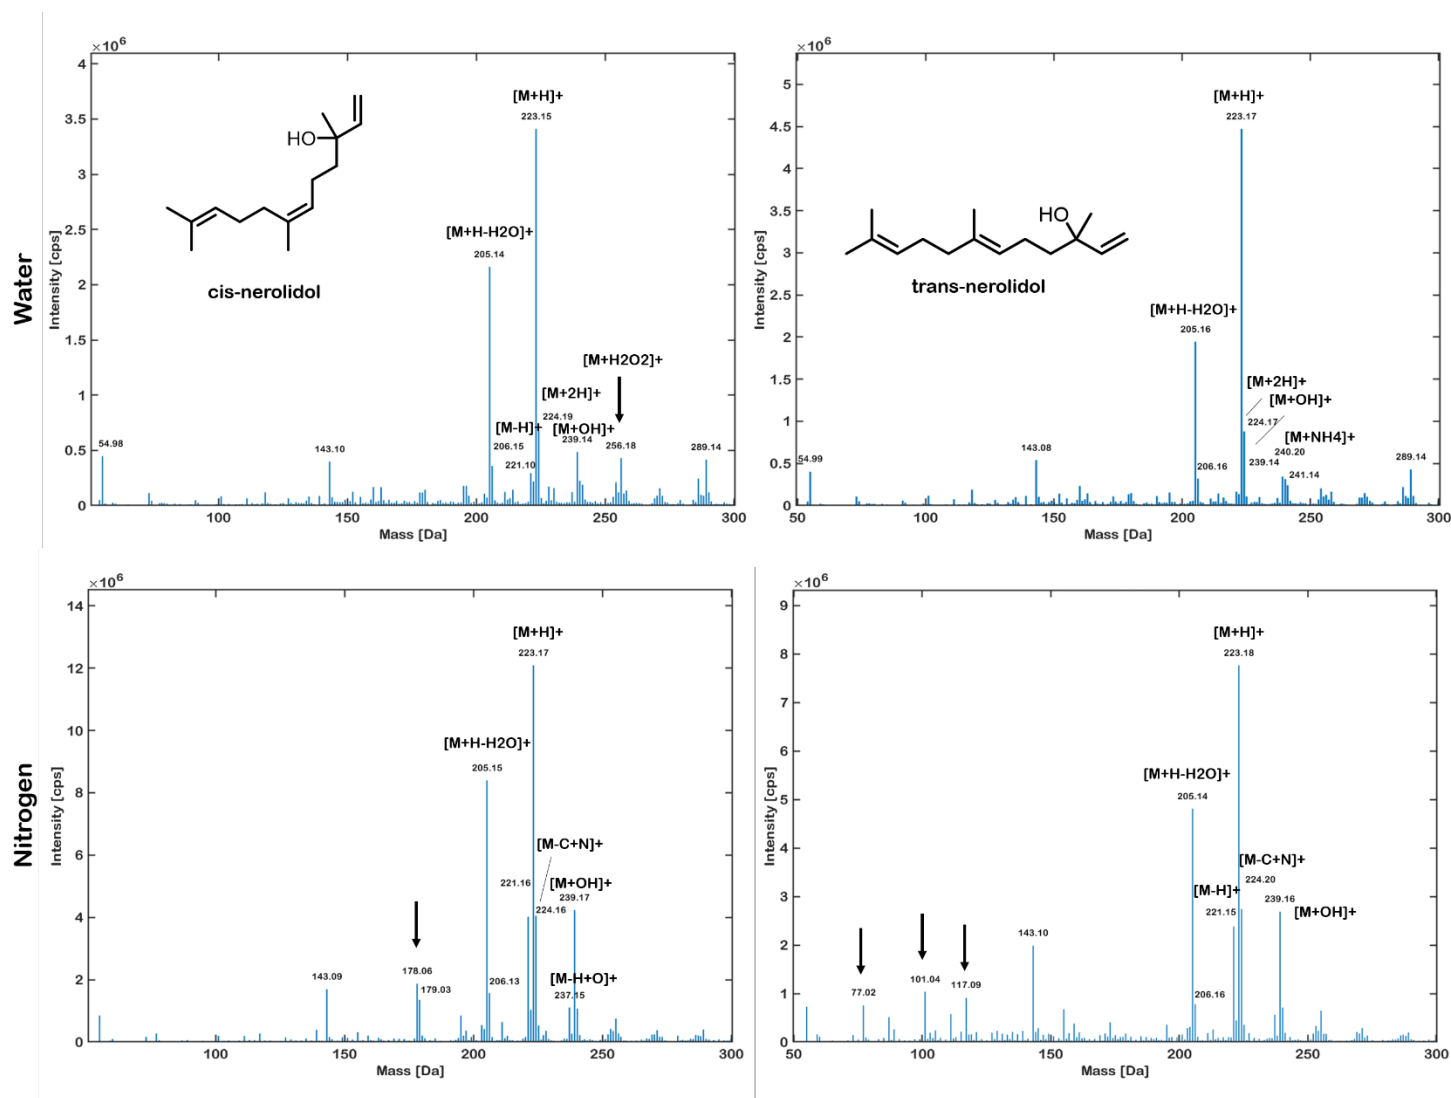 Water
×10⁶
4
3.5
3
2.5
2
1.5
1
0.5
0
Intensity [cps]
100
150
200
250
300
Mass [Da]
HO
cis-nerolidol
[M+H]+
223.15
[M+H-H2O]+
205.14
[M+H2O2]+
[M+2H]+
224.19
[M-H]+
[M+OH]+
206.15
239.14
256.18
221.10
54.98
143.10
289.14
×10⁶
5
4.5
4
3.5
3
2.5
2
1.5
1
0.5
0
Intensity [cps]
50
100
150
200
250
300
Mass [Da]
HO
trans-nerolidol
[M+H]+
223.17
[M+H-H2O]+
205.16
[M+2H]+
[M+OH]+
224.17
[M+NH4]+
240.20
239.14
241.14
206.16
54.99
143.08
289.14
Nitrogen
×10⁶
14
12
10
8
6
4
2
0
Intensity [cps]
100
150
200
250
300
Mass [Da]
[M+H]+
223.17
[M+H-H2O]+
205.15
[M-C+N]+
221.16
[M+OH]+
239.17
224.16
178.06
179.03
143.09
206.13
[M-H+O]+
237.15
×10⁶
9
8
7
6
5
4
3
2
1
0
Intensity [cps]
50
100
150
200
250
300
Mass [Da]
[M+H]+
223.18
[M+H-H2O]+
205.14
[M-C+N]+
224.20
[M-H]+
221.15
239.16
[M+OH]+
143.10
77.02
101.04
117.09
206.16